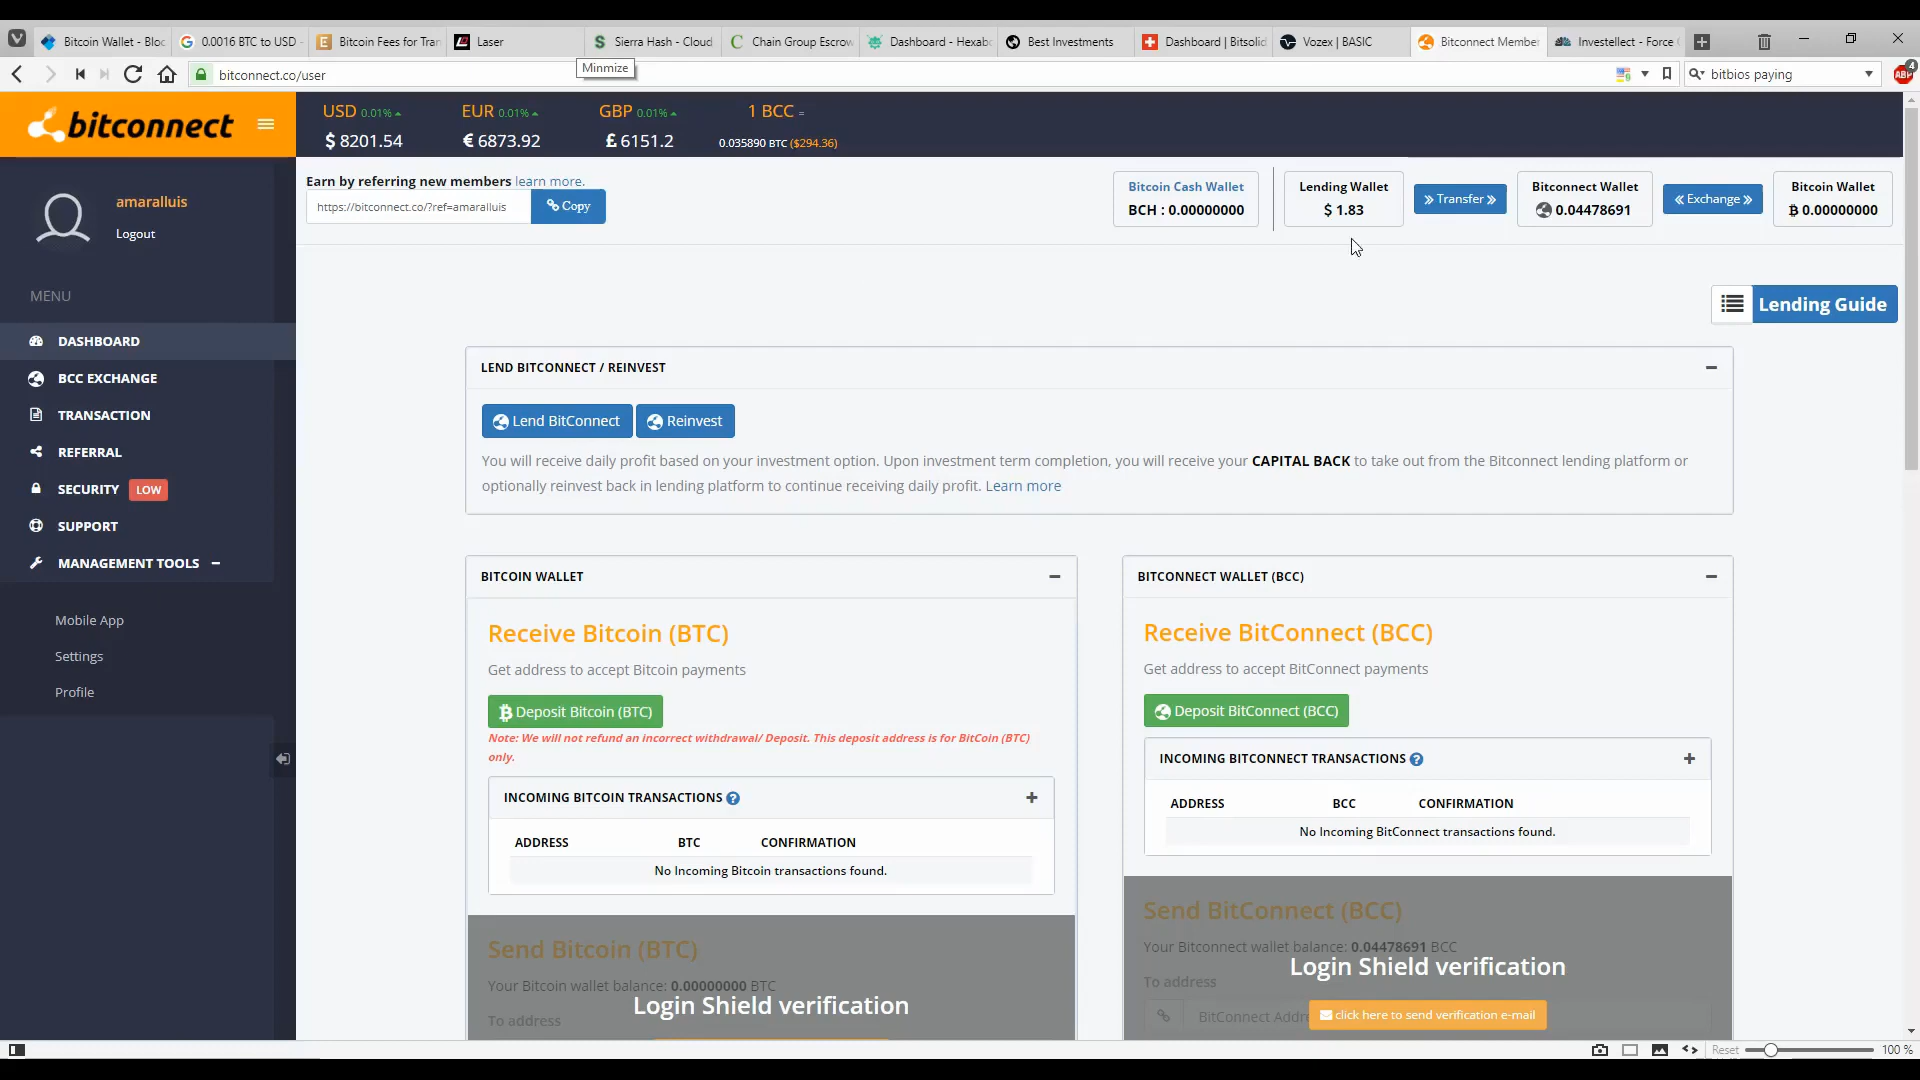 Bitcoin Wallet - Bloc
0.0016 BTC to USD -
Bitcoin Fees for Tran
Laser
Sierra Hash - Cloud
Chain Group Escrow
Dashboard - Hexabo
Best Investments
Dashboard | Bitsolid
Vozex | BASIC
Bitconnect Member
Investellect - Force
Minmize
bitconnect.co/user
bitbios paying
ABP
4
bitconnect
USD 0.01%
EUR 0.01%
GBP 0.01%
1 BCC =
$ 8201.54
€ 6873.92
£ 6151.2
0.035890 BTC ($294.36)
Earn by referring new members learn more.
https://bitconnect.co/?ref=amaralluis
Copy
Bitcoin Cash Wallet
BCH : 0.00000000
Lending Wallet
$ 1.83
Transfer
Bitconnect Wallet
0.04478691
Exchange
Bitcoin Wallet
0.00000000
amaralluis
Logout
MENU
DASHBOARD
BCC EXCHANGE
TRANSACTION
REFERRAL
SECURITY LOW
SUPPORT
MANAGEMENT TOOLS
Mobile App
Settings
Profile
Lending Guide
LEND BITCONNECT / REINVEST
Lend BitConnect
Reinvest
You will receive daily profit based on your investment option. Upon investment term completion, you will receive your CAPITAL BACK to take out from the Bitconnect lending platform or
optionally reinvest back in lending platform to continue receiving daily profit. Learn more
BITCOIN WALLET
Receive Bitcoin (BTC)
Get address to accept Bitcoin payments
Deposit Bitcoin (BTC)
Note: We will not refund an incorrect withdrawal/ Deposit. This deposit address is for BitCoin (BTC)
only.
INCOMING BITCOIN TRANSACTIONS
ADDRESS BTC CONFIRMATION
No Incoming Bitcoin transactions found.
Send Bitcoin (BTC)
Your Bitcoin wallet balance: 0.00000000 BTC
Login Shield verification
To address
BITCONNECT WALLET (BCC)
Receive BitConnect (BCC)
Get address to accept BitConnect payments
Deposit BitConnect (BCC)
INCOMING BITCONNECT TRANSACTIONS
ADDRESS BCC CONFIRMATION
No Incoming BitConnect transactions found.
Send BitConnect (BCC)
Your Bitconnect wallet balance: 0.04478691 BCC
Login Shield verification
To address
BitConnect Addre
click here to send verification e-mail
Reset
100 %